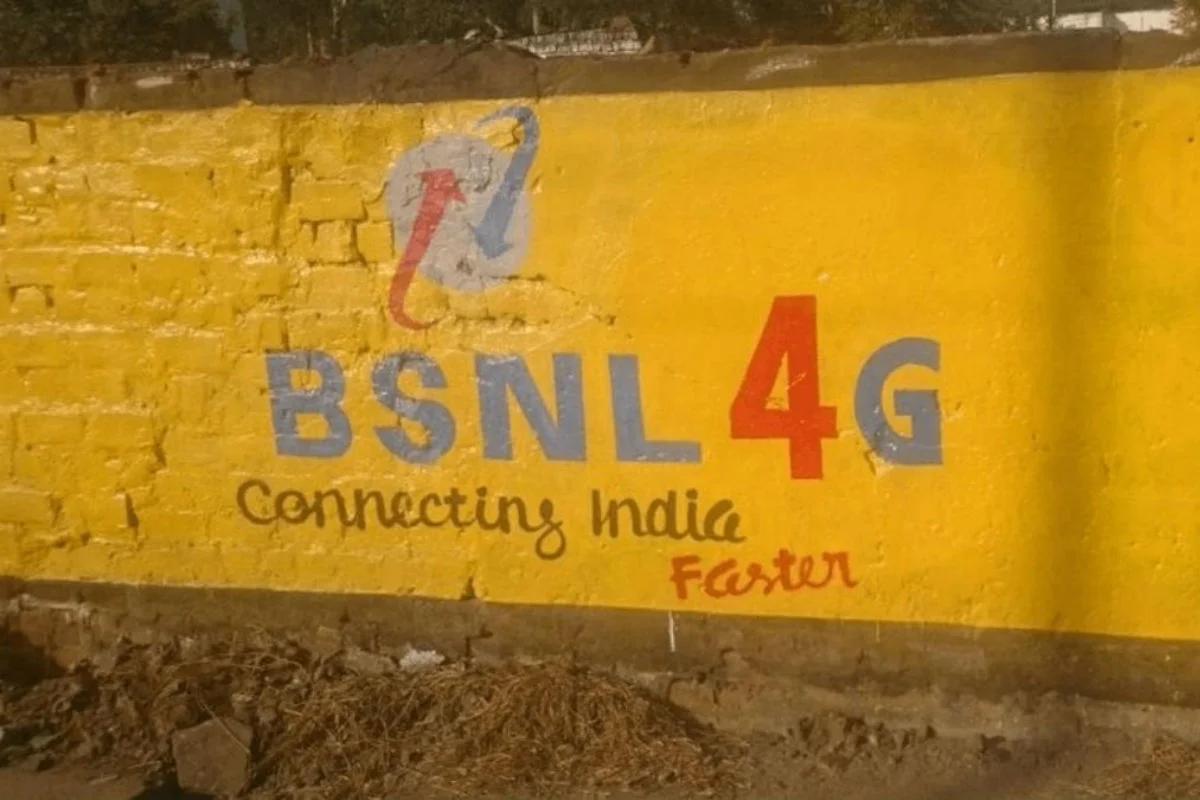 BSNL 4G
Connecting India
Faster